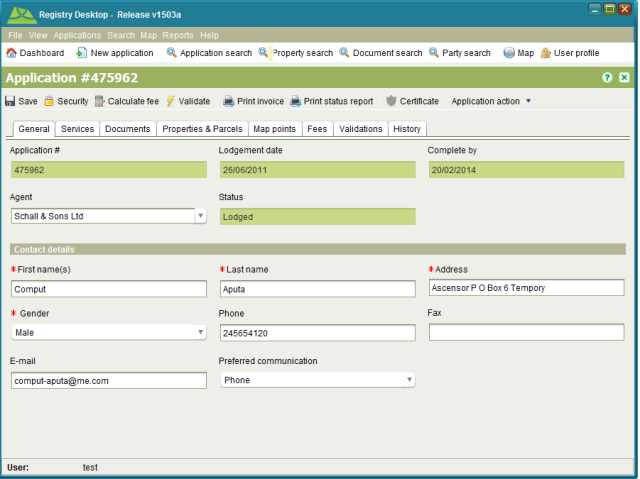 Registry Desktop - Release v1503a
File View Applications Search Map Reports Help
Dashboard New application Application search Property search Document search Party search Map User profile
Application #475962
Save Security Calculate fee Validate Print invoice Print status report Certificate Application action
General Services Documents Properties & Parcels Map points Fees Validations History
Application # Lodgement date Complete by
475962 26/06/2011 20/02/2014
Agent Status
Schall & Sons Ltd Lodged
Contact details
*First name(s) *Last name *Address
Comput Aputa Ascensor P O Box 6 Tempory
* Gender Phone Fax
Male 245654120
E-mail Preferred communication
comput-aputa@me.com Phone
User: test